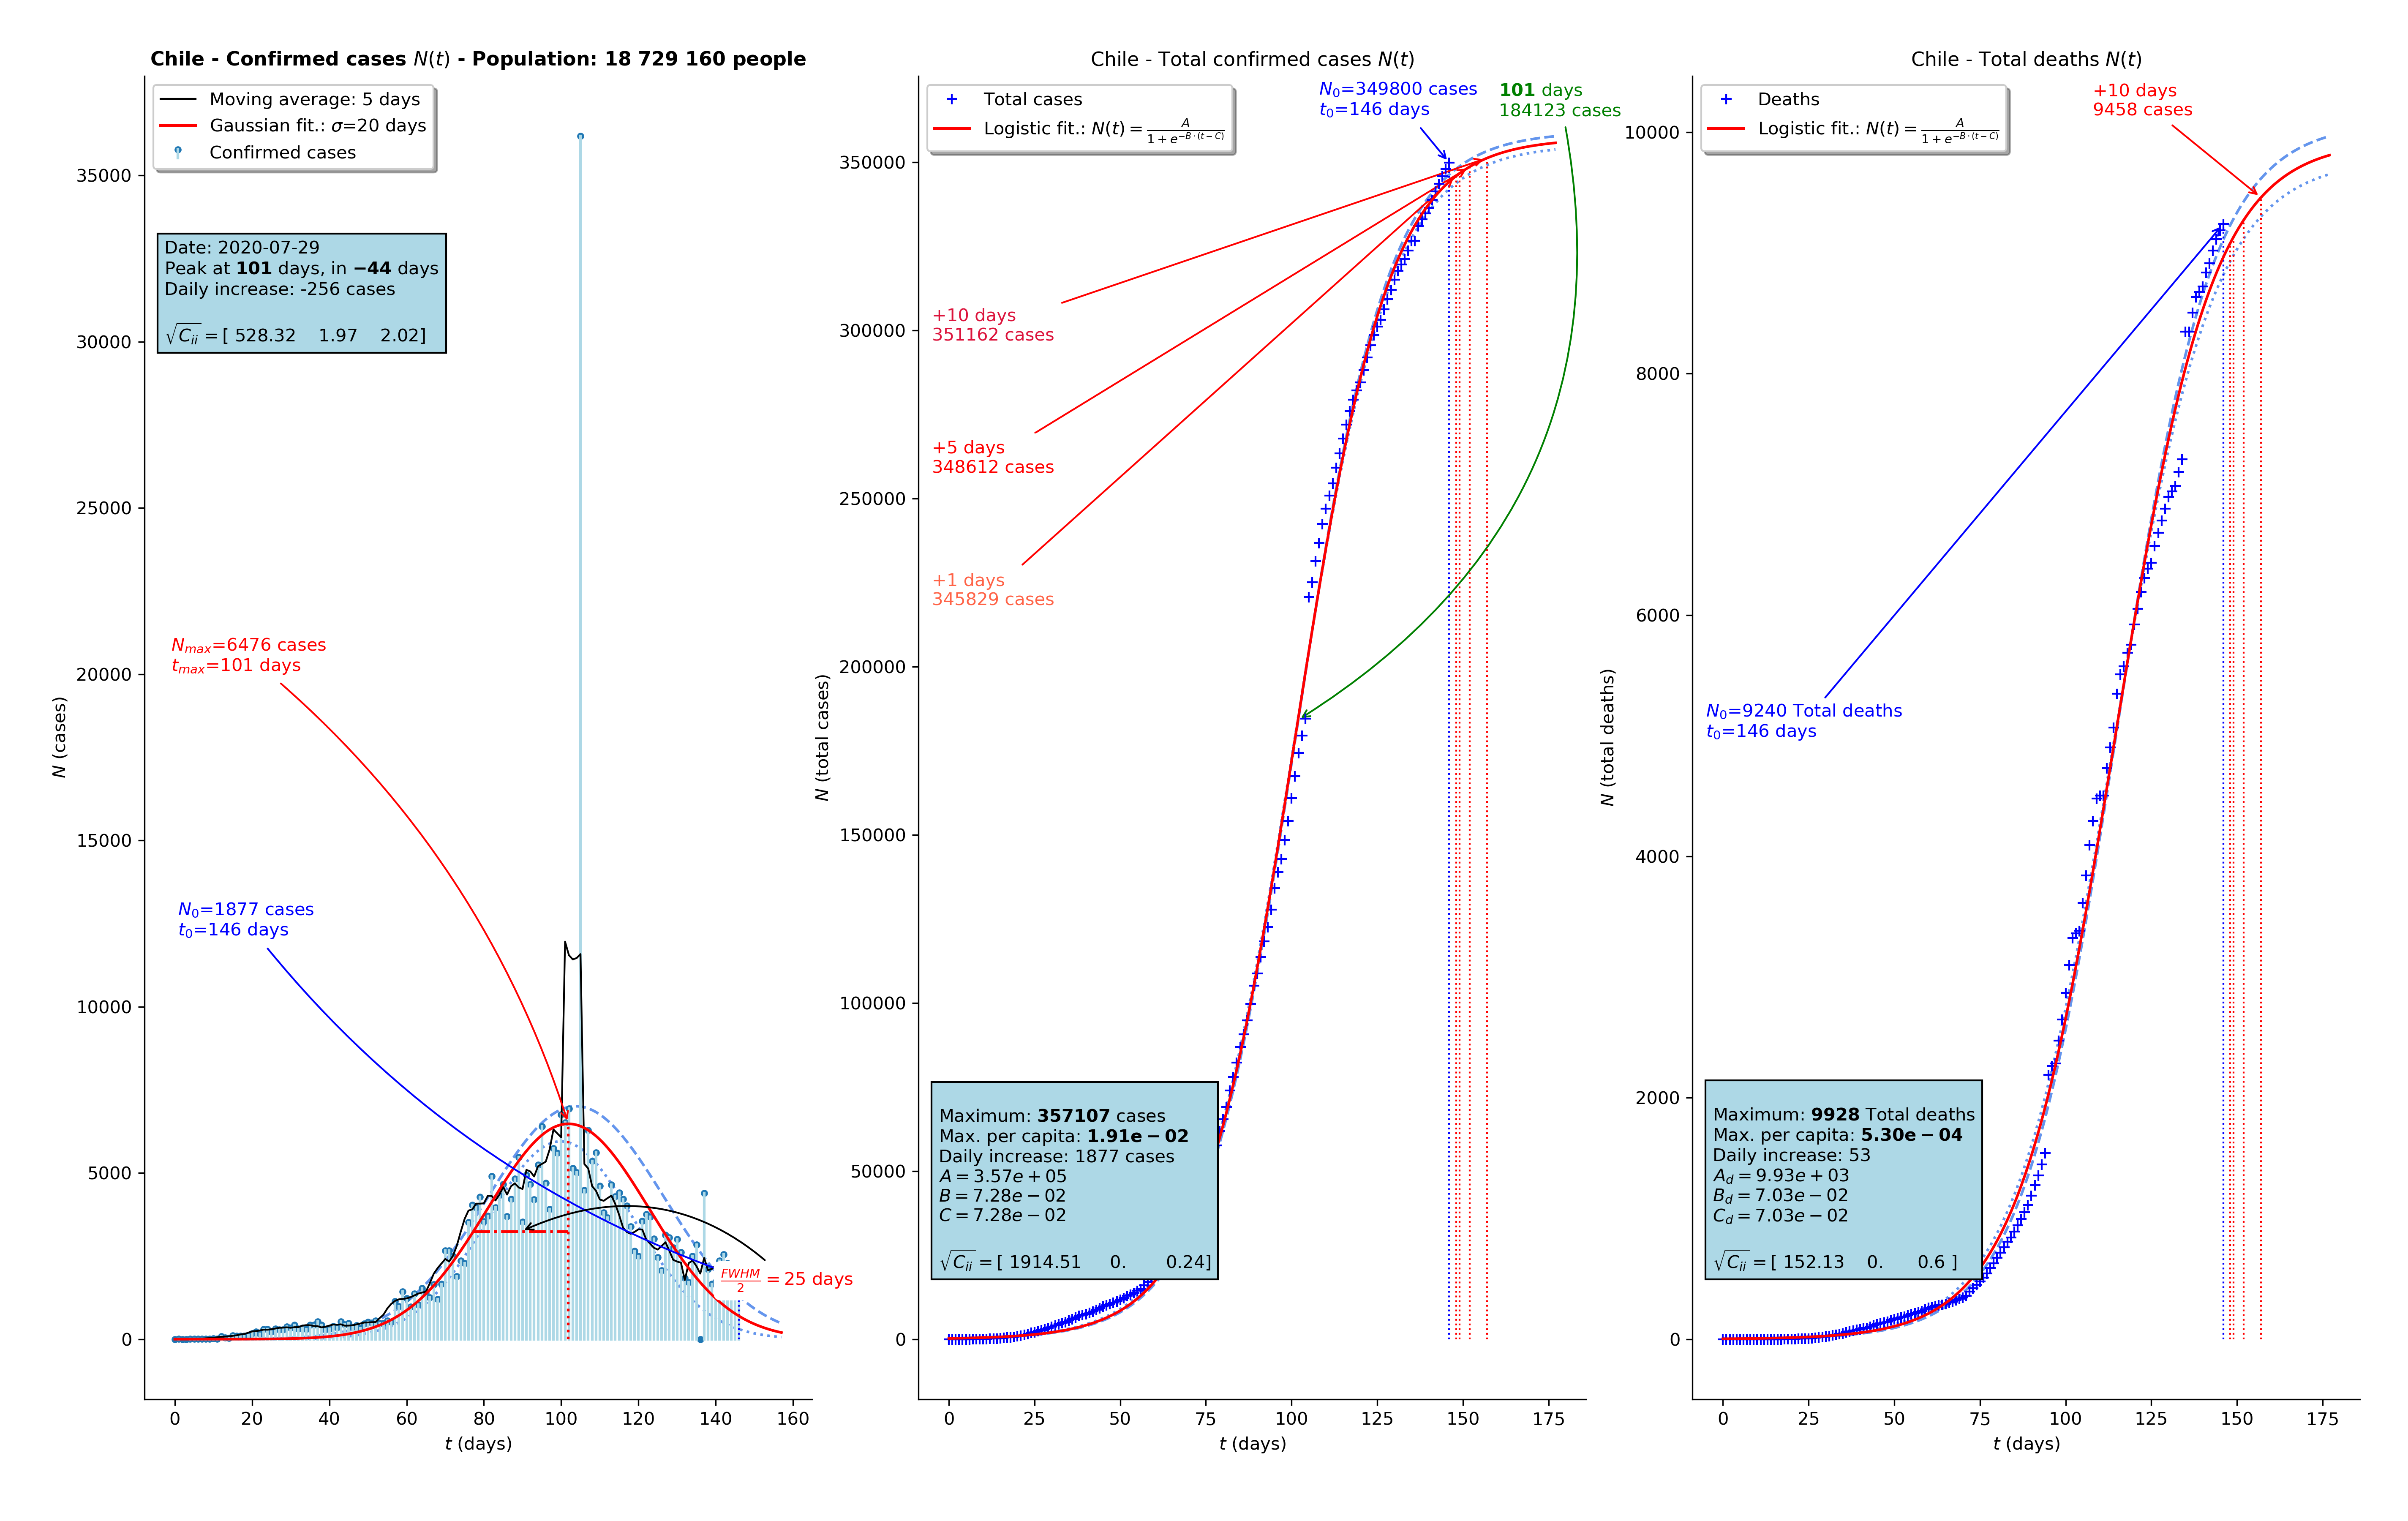 Chile - Confirmed cases N(t) - Population: 18 729 160 people
Moving average: 5 days
Gaussian fit.: σ=20 days
Confirmed cases
Date: 2020-07-29
Peak at 101 days, in −44 days
Daily increase: -256 cases
√C_ii = [ 528.32 1.97 2.02]
N_max=6476 cases
t_max=101 days
N_0=1877 cases
t_0=146 days
FWHM/2 = 25 days
N (cases)
35000
30000
25000
20000
15000
10000
5000
0
0 20 40 60 80 100 120 140 160
t (days)
Chile - Total confirmed cases N(t)
Total cases
Logistic fit.: N(t) = A/(1 + e^{−B·(t−C)})
N_0=349800 cases
t_0=146 days
101 days
184123 cases
+10 days
351162 cases
+5 days
348612 cases
+1 days
345829 cases
Maximum: 357107 cases
Max. per capita: 1.91e − 02
Daily increase: 1877 cases
A = 3.57e + 05
B = 7.28e − 02
C = 7.28e − 02
√C_ii = [ 1914.51 0. 0.24]
N (total cases)
350000
300000
250000
200000
150000
100000
50000
0
0 25 50 75 100 125 150 175
t (days)
Chile - Total deaths N(t)
Deaths
Logistic fit.: N(t) = A/(1 + e^{−B·(t−C)})
+10 days
9458 cases
N_0=9240 Total deaths
t_0=146 days
Maximum: 9928 Total deaths
Max. per capita: 5.30e − 04
Daily increase: 53
A_d = 9.93e + 03
B_d = 7.03e − 02
C_d = 7.03e − 02
√C_ii = [ 152.13 0. 0.6 ]
N (total deaths)
10000
8000
6000
4000
2000
0
0 25 50 75 100 125 150 175
t (days)